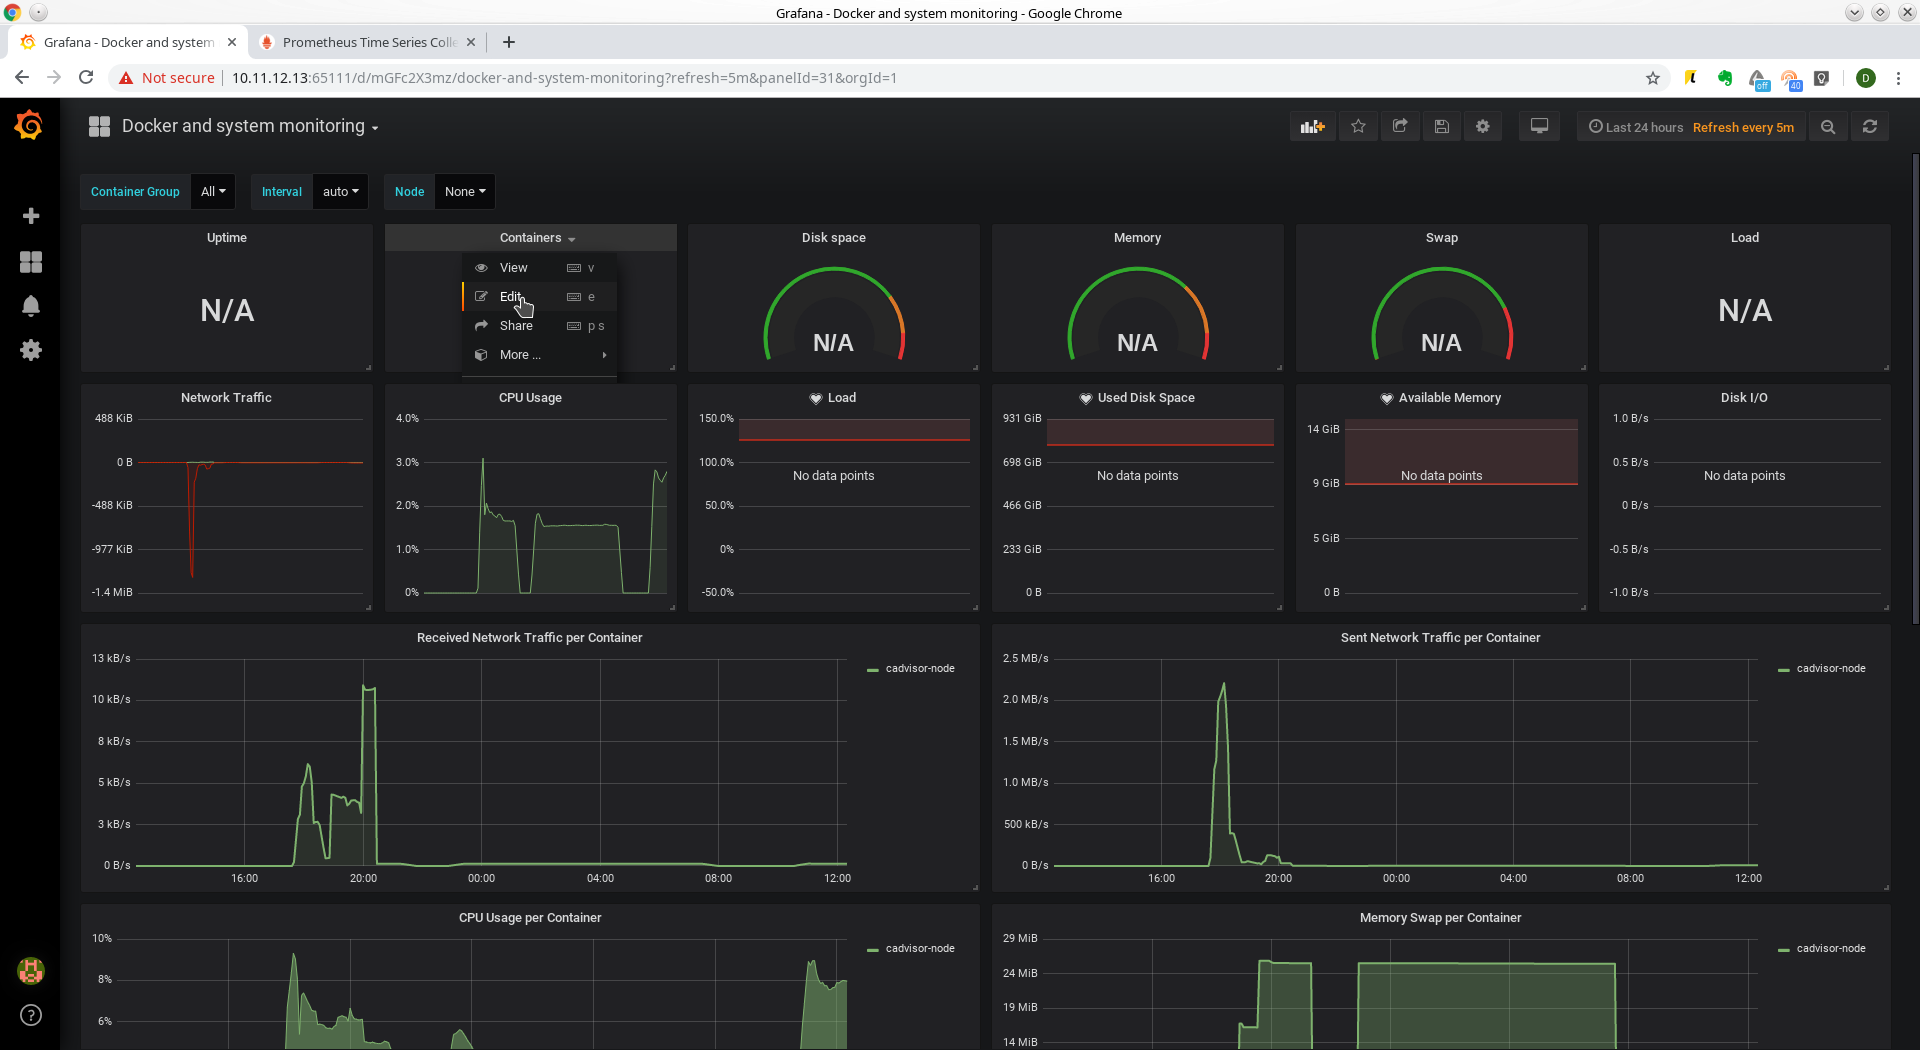 Grafana - Docker and system monitoring - Google Chrome
Grafana - Docker and system
Prometheus Time Series Colle
Not secure
10.11.12.13:65111/d/mGFc2X3mz/docker-and-system-monitoring?refresh=5m&panelId=31&orgId=1
off
40
D
Docker and system monitoring
Last 24 hours Refresh every 5m
Container Group All
Interval auto
Node None
Uptime
N/A
Containers
View v
Edit e
Share p s
More ...
Disk space
N/A
Memory
N/A
Swap
N/A
Load
N/A
Network Traffic
488 KiB
0 B
-488 KiB
-977 KiB
-1.4 MiB
CPU Usage
4.0%
3.0%
2.0%
1.0%
0%
Load
150.0%
100.0%
50.0%
0%
-50.0%
No data points
Used Disk Space
931 GiB
698 GiB
466 GiB
233 GiB
0 B
No data points
Available Memory
14 GiB
9 GiB
5 GiB
0 B
No data points
Disk I/O
1.0 B/s
0.5 B/s
0 B/s
-0.5 B/s
-1.0 B/s
No data points
Received Network Traffic per Container
13 kB/s
10 kB/s
8 kB/s
5 kB/s
3 kB/s
0 B/s
16:00 20:00 00:00 04:00 08:00 12:00
cadvisor-node
Sent Network Traffic per Container
2.5 MB/s
2.0 MB/s
1.5 MB/s
1.0 MB/s
500 kB/s
0 B/s
16:00 20:00 00:00 04:00 08:00 12:00
cadvisor-node
CPU Usage per Container
10%
8%
6%
cadvisor-node
Memory Swap per Container
29 MiB
24 MiB
19 MiB
14 MiB
cadvisor-node